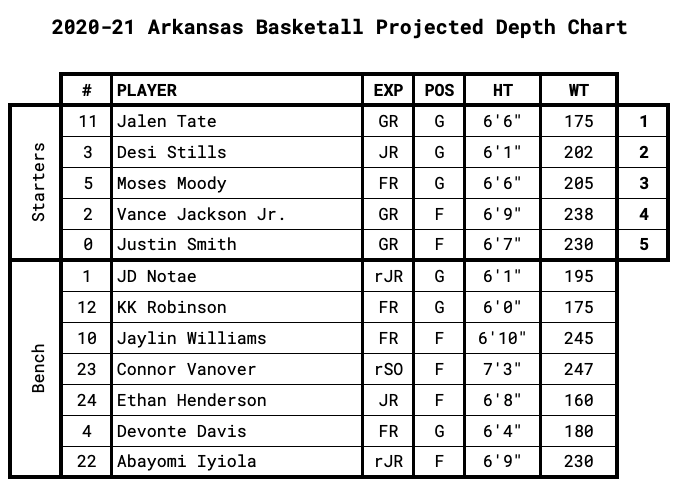 2020-21 Arkansas Basketall Projected Depth Chart
# PLAYER EXP POS HT WT
Starters
11 Jalen Tate GR G 6'6" 175 1
3 Desi Stills JR G 6'1" 202 2
5 Moses Moody FR G 6'6" 205 3
2 Vance Jackson Jr. GR F 6'9" 238 4
0 Justin Smith GR F 6'7" 230 5
Bench
1 JD Notae rJR G 6'1" 195
12 KK Robinson FR G 6'0" 175
10 Jaylin Williams FR F 6'10" 245
23 Connor Vanover rSO F 7'3" 247
24 Ethan Henderson JR F 6'8" 160
4 Devonte Davis FR G 6'4" 180
22 Abayomi Iyiola rJR F 6'9" 230